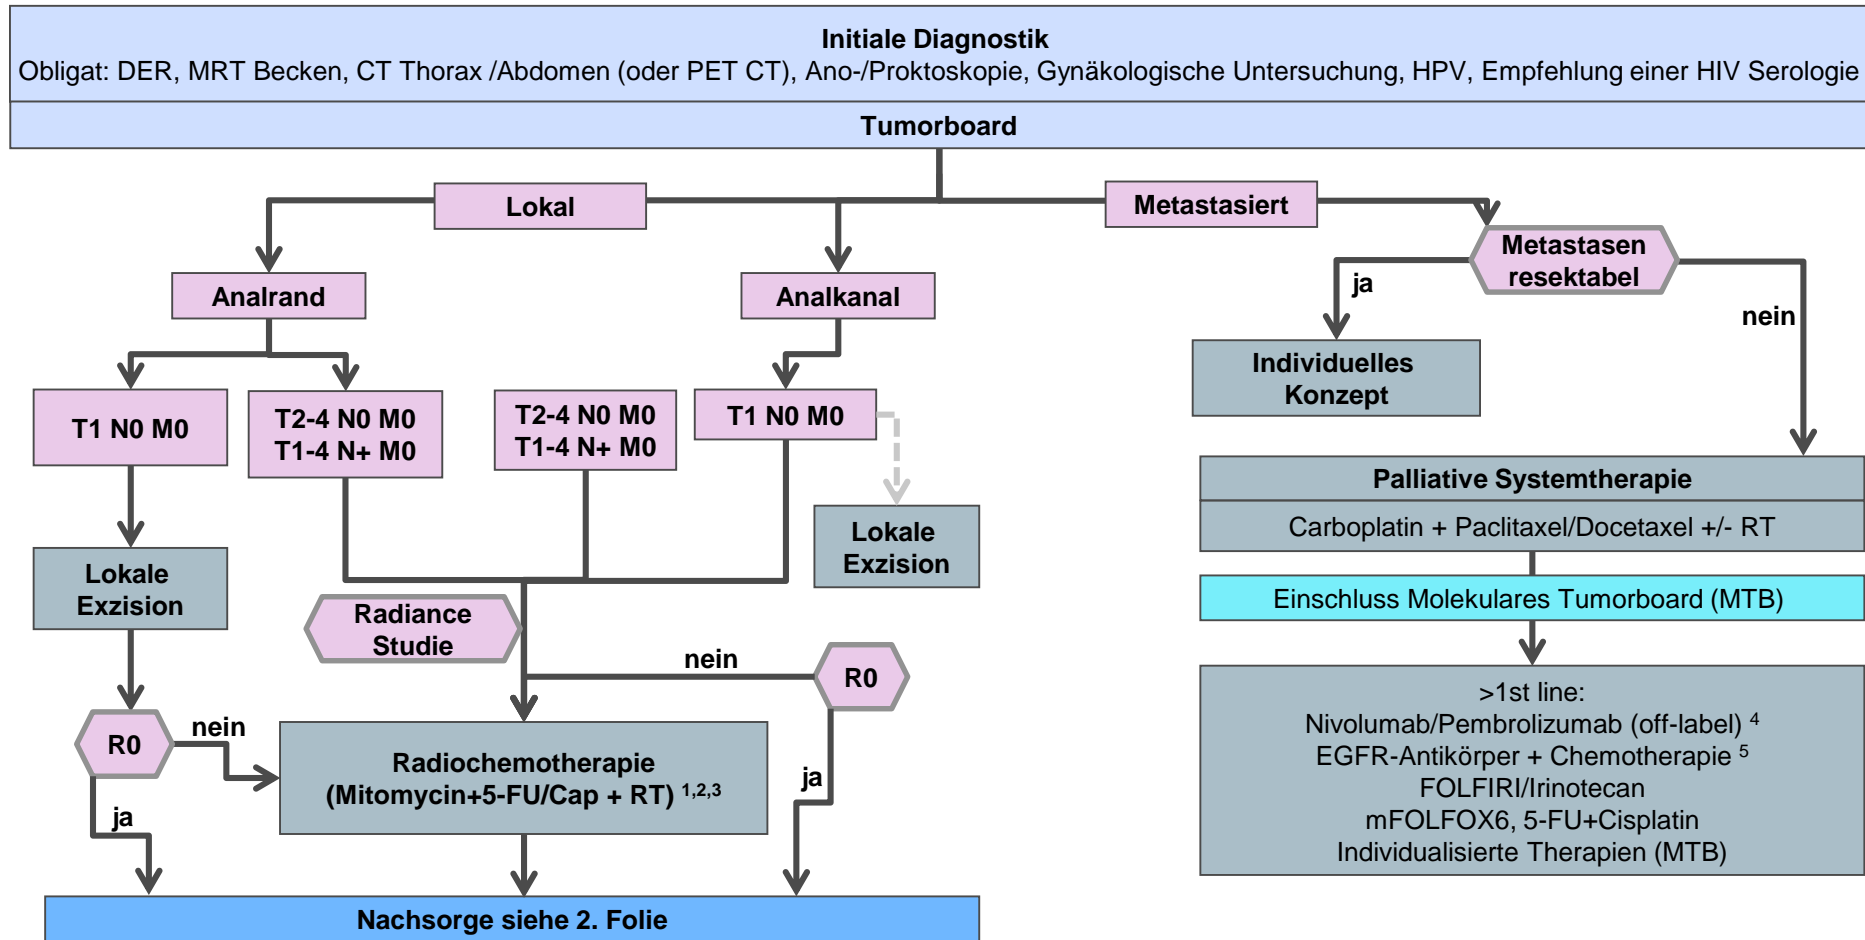 Initiale Diagnostik
Obligat: DER, MRT Becken, CT Thorax /Abdomen (oder PET CT), Ano-/Proktoskopie, Gynäkologische Untersuchung, HPV, Empfehlung einer HIV Serologie
Tumorboard
Lokal
Metastasiert
Metastasen
resektabel
ja
nein
Analrand
Analkanal
Individuelles
Konzept
T1 N0 M0
T2-4 N0 M0
T1-4 N+ M0
T2-4 N0 M0
T1-4 N+ M0
T1 N0 M0
Palliative Systemtherapie
Carboplatin + Paclitaxel/Docetaxel +/- RT
Lokale
Exzision
Lokale
Exzision
Einschluss Molekulares Tumorboard (MTB)
Radiance
Studie
nein
R0
R0
nein
ja
ja
Radiochemotherapie
(Mitomycin+5-FU/Cap + RT) 1,2,3
>1st line:
Nivolumab/Pembrolizumab (off-label) 4
EGFR-Antikörper + Chemotherapie 5
FOLFIRI/Irinotecan
mFOLFOX6, 5-FU+Cisplatin
Individualisierte Therapien (MTB)
Nachsorge siehe 2. Folie